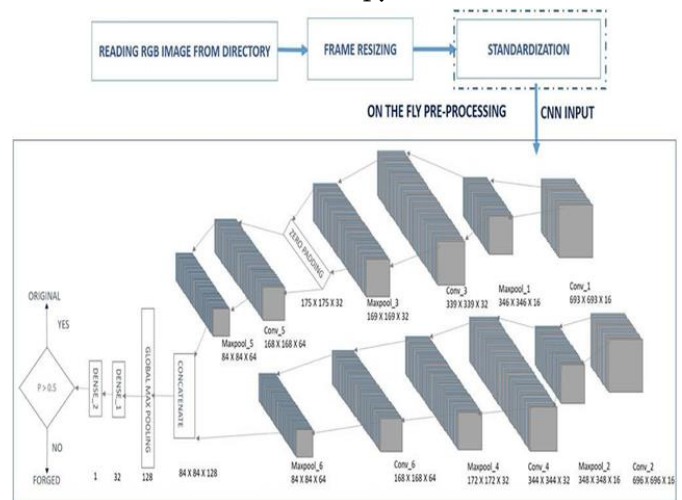 READING RGB IMAGE FROM DIRECTORY
FRAME RESIZING
STANDARDIZATION
ON THE FLY PRE-PROCESSING
CNN INPUT
Conv_1
693 X 693 X 16
Maxpool_1
346 X 346 X 16
Conv_3
339 X 339 X 32
Maxpool_3
169 X 169 X 32
ZERO PADDING
175 X 175 X 32
Conv_5
168 X 168 X 64
Maxpool_5
84 X 84 X 64
Conv_2
696 X 696 X 16
Maxpool_2
348 X 348 X 16
Conv_4
344 X 344 X 32
Maxpool_4
172 X 172 X 32
Conv_6
168 X 168 X 64
Maxpool_6
84 X 84 X 64
CONCATENATE
84 X 84 X 128
GLOBAL MAX POOLING
128
DENSE_1
32
DENSE_2
1
P > 0.5
YES
ORIGINAL
NO
FORGED